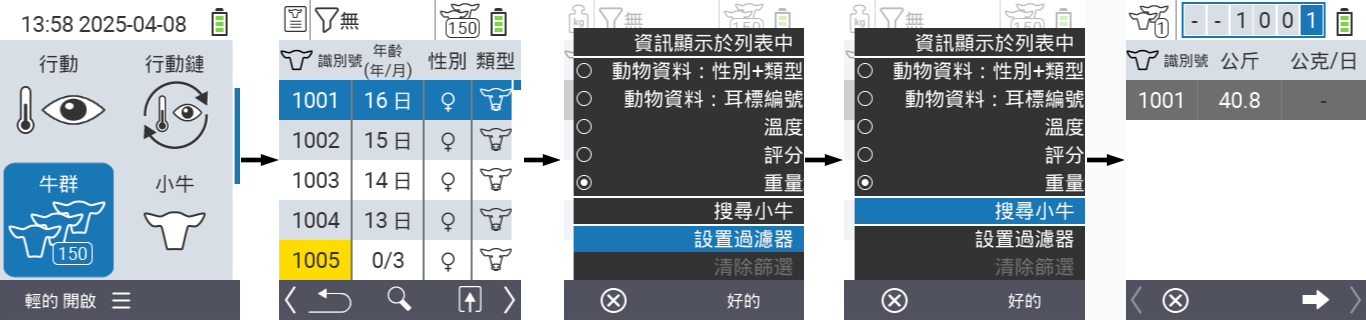 13:58 2025-04-08
行動 行動鏈
牛群 小牛
150
輕的 開啟
無 150
識別號 年齡 (年/月) 性別 類型
1001 16 日 ♀
1002 15 日 ♀
1003 14 日 ♀
1004 13 日 ♀
1005 0/3 ♀
kg 無 150
資訊顯示於列表中
動物資料：性別+類型
動物資料：耳標編號
溫度
評分
重量
搜尋小牛
設置過濾器
清除篩選
好的
kg 無 150
資訊顯示於列表中
動物資料：性別+類型
動物資料：耳標編號
溫度
評分
重量
搜尋小牛
設置過濾器
清除篩選
好的
1 --1001
識別號 公斤 公克/日
1001 40.8 -